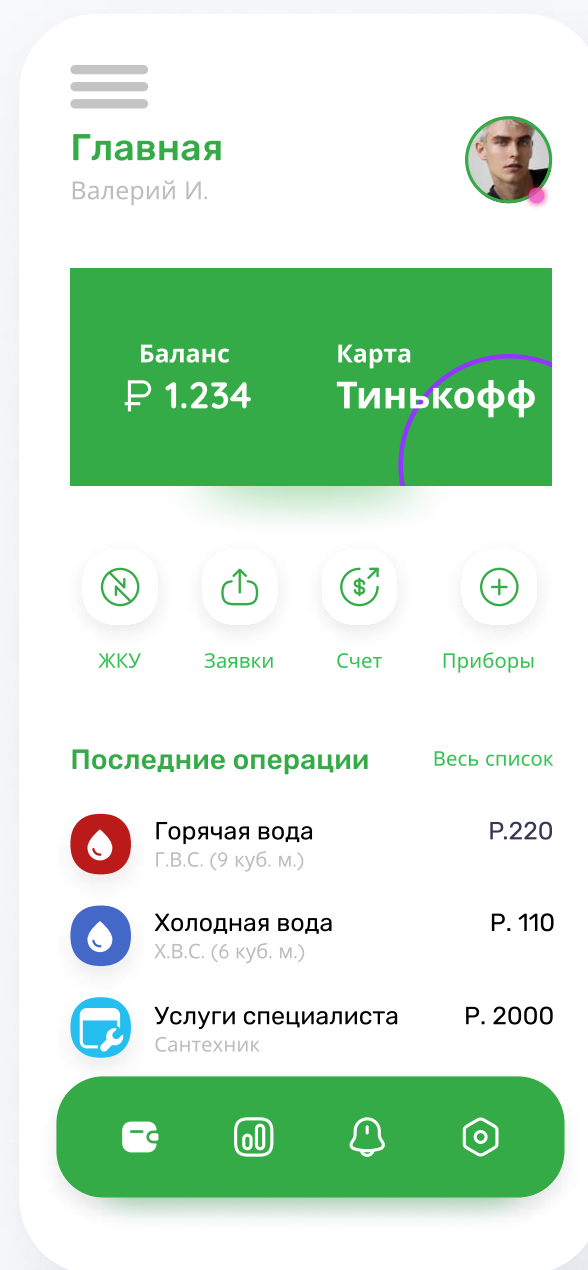 Главная
Валерий И.
Баланс
₽ 1.234
Карта
Тинькофф
ЖКУ
Заявки
Счет
Приборы
Последние операции
Весь список
Горячая вода
Р.220
Г.В.С. (9 куб. м.)
Холодная вода
Р. 110
Х.В.С. (6 куб. м.)
Услуги специалиста
Р. 2000
Сантехник